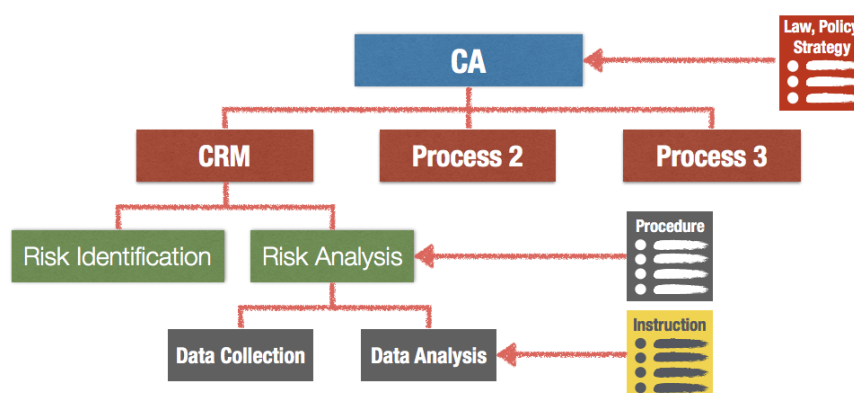 Law, Policy
Strategy
CA
CRM
Process 2
Process 3
Risk Identification
Risk Analysis
Procedure
Data Collection
Data Analysis
Instruction